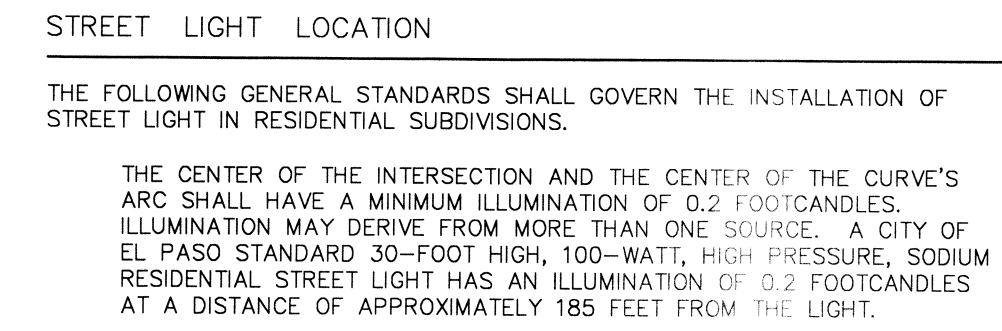 STREET LIGHT LOCATION
THE FOLLOWING GENERAL STANDARDS SHALL GOVERN THE INSTALLATION OF
STREET LIGHT IN RESIDENTIAL SUBDIVISIONS.
THE CENTER OF THE INTERSECTION AND THE CENTER OF THE CURVE'S
ARC SHALL HAVE A MINIMUM ILLUMINATION OF 0.2 FOOTCANDLES.
ILLUMINATION MAY DERIVE FROM MORE THAN ONE SOURCE. A CITY OF
EL PASO STANDARD 30-FOOT HIGH, 100-WATT, HIGH PRESSURE, SODIUM
RESIDENTIAL STREET LIGHT HAS AN ILLUMINATION OF 0.2 FOOTCANDLES
AT A DISTANCE OF APPROXIMATELY 185 FEET FROM THE LIGHT.